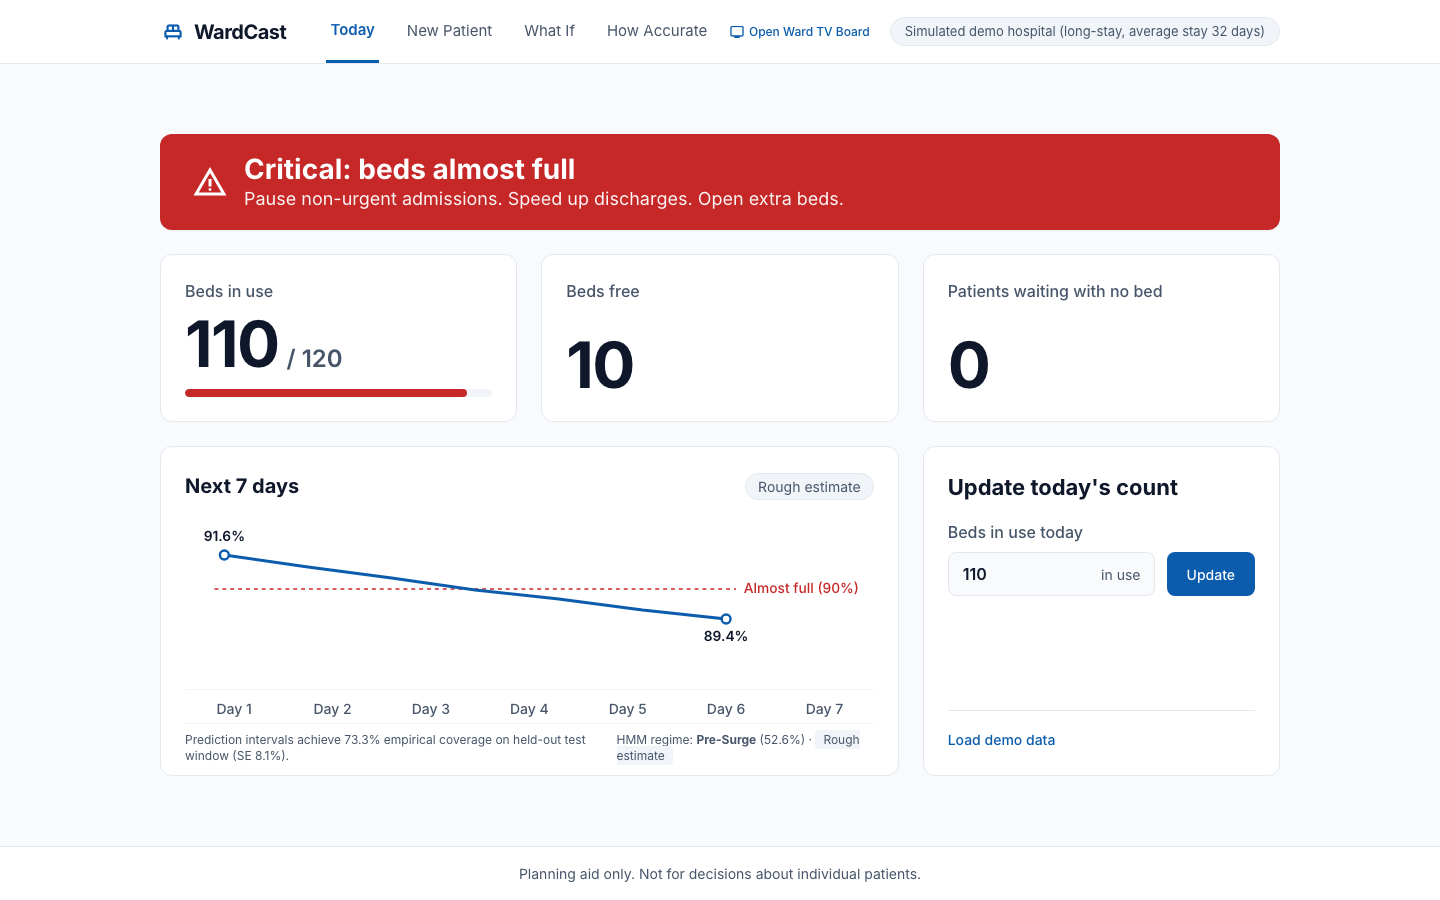 WardCast
Today
New Patient
What If
How Accurate
Open Ward TV Board
Simulated demo hospital (long-stay, average stay 32 days)
Critical: beds almost full
Pause non-urgent admissions. Speed up discharges. Open extra beds.
Beds in use
110 / 120
Beds free
10
Patients waiting with no bed
0
Next 7 days
Rough estimate
91.6%
Almost full (90%)
89.4%
Day 1
Day 2
Day 3
Day 4
Day 5
Day 6
Day 7
Prediction intervals achieve 73.3% empirical coverage on held-out test
window (SE 8.1%).
HMM regime: Pre-Surge (52.6%) · Rough
estimate
Update today's count
Beds in use today
110 in use
Update
Load demo data
Planning aid only. Not for decisions about individual patients.